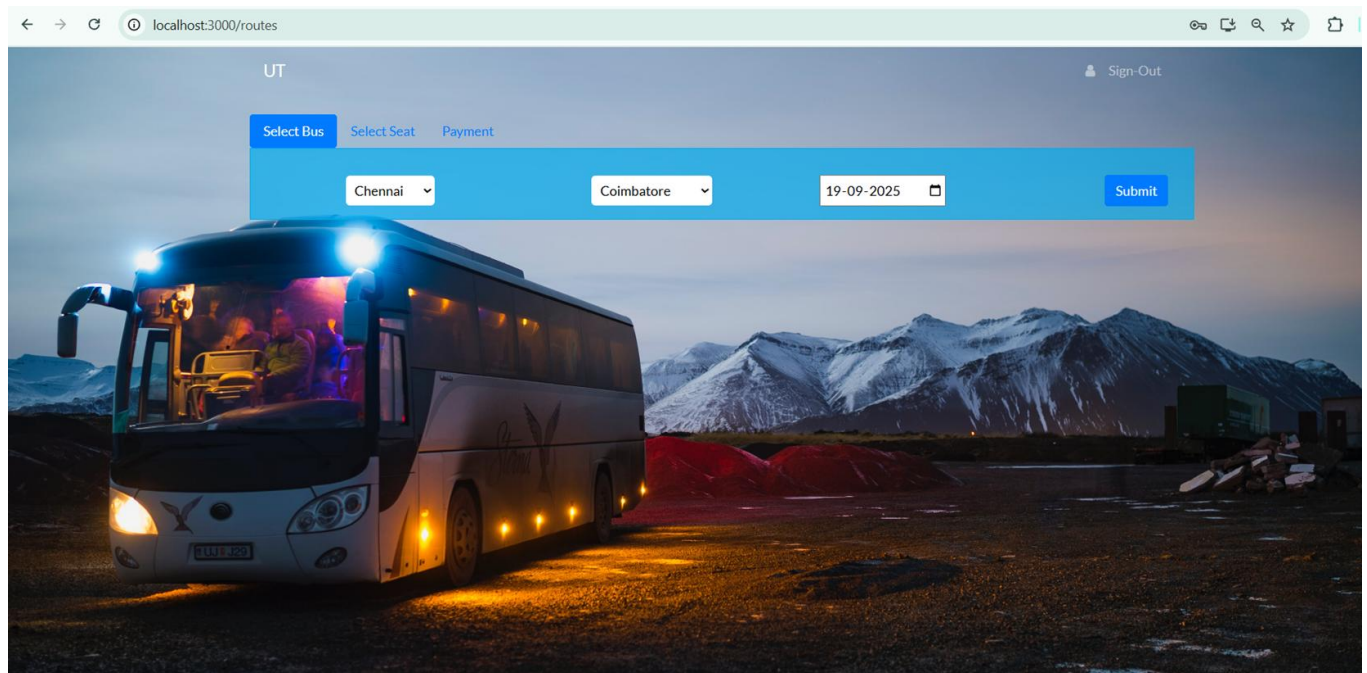 localhost:3000/routes
UT
Sign-Out
Select Bus Select Seat Payment
Chennai Coimbatore 19-09-2025 Submit